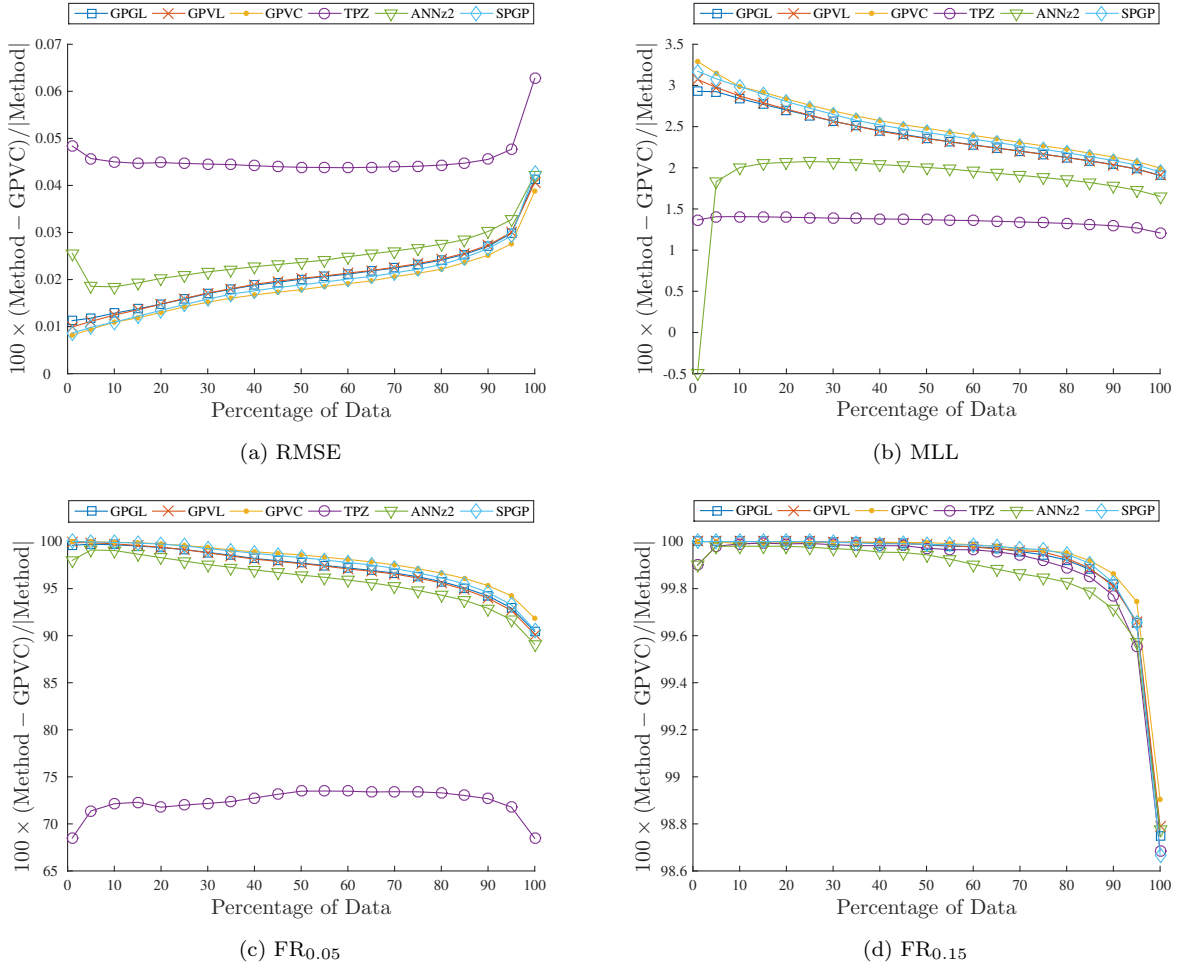 GPGL GPVL GPVC TPZ ANNz2 SPGP
100 × (Method − GPVC)/|Method|
0.07
0.06
0.05
0.04
0.03
0.02
0.01
0
0 10 20 30 40 50 60 70 80 90 100
Percentage of Data
(a) RMSE
GPGL GPVL GPVC TPZ ANNz2 SPGP
100 × (Method − GPVC)/|Method|
3.5
3
2.5
2
1.5
1
0.5
0
-0.5
0 10 20 30 40 50 60 70 80 90 100
Percentage of Data
(b) MLL
GPGL GPVL GPVC TPZ ANNz2 SPGP
100 × (Method − GPVC)/|Method|
100
95
90
85
80
75
70
65
0 10 20 30 40 50 60 70 80 90 100
Percentage of Data
(c) FR0.05
GPGL GPVL GPVC TPZ ANNz2 SPGP
100 × (Method − GPVC)/|Method|
100
99.8
99.6
99.4
99.2
99
98.8
98.6
0 10 20 30 40 50 60 70 80 90 100
Percentage of Data
(d) FR0.15